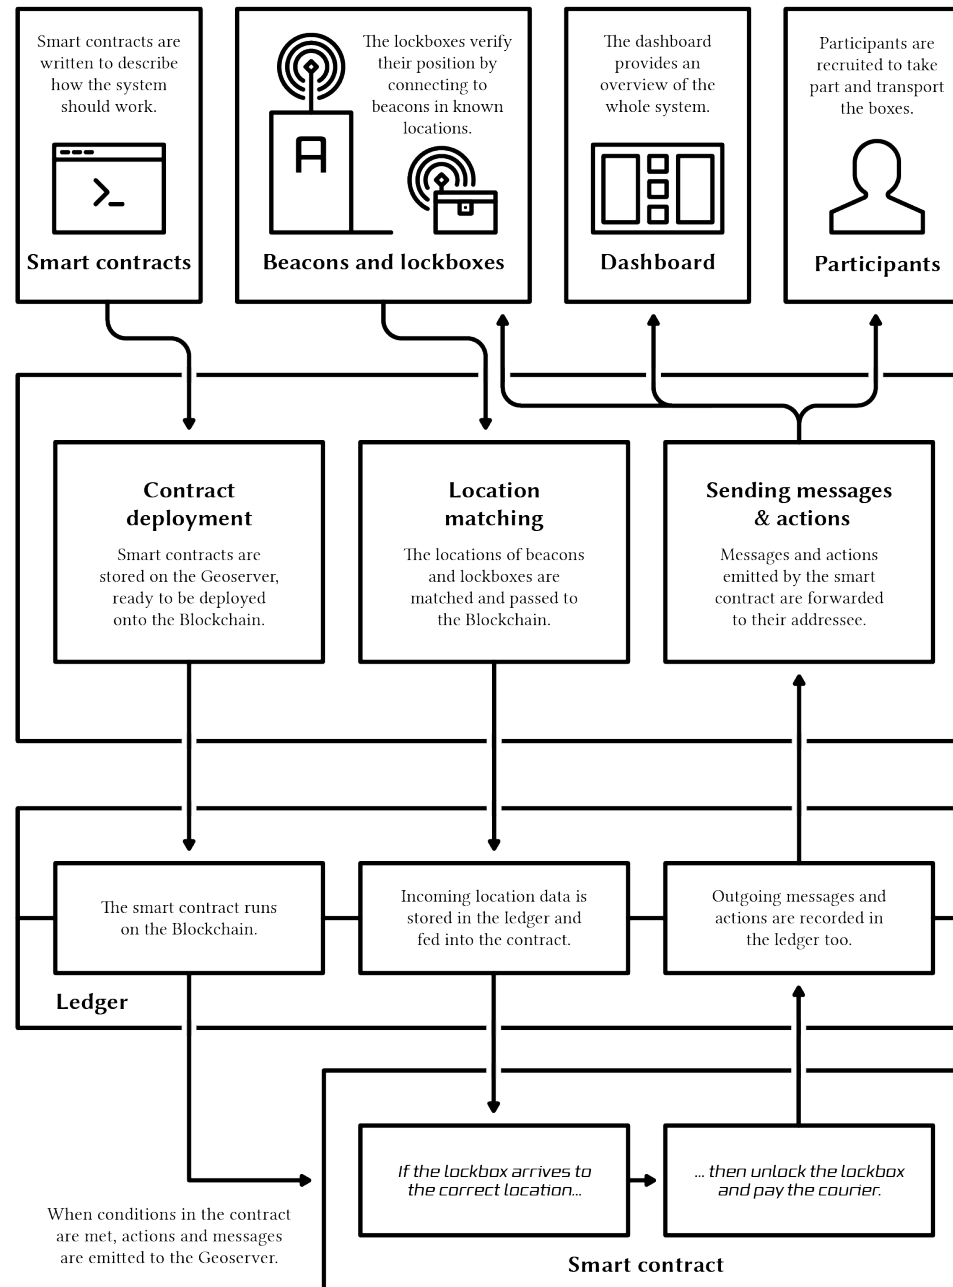 Smart contracts are
written to describe
how the system
should work.
>_
Smart contracts
The lockboxes verify
their position by
connecting to
beacons in known
locations.
A
Beacons and lockboxes
The dashboard
provides an
overview of the
whole system.
Dashboard
Participants are
recruited to take
part and transport
the boxes.
Participants
Contract
deployment
Smart contracts are
stored on the Geoserver,
ready to be deployed
onto the Blockchain.
Location
matching
The locations of beacons
and lockboxes are
matched and passed to
the Blockchain.
Sending messages
& actions
Messages and actions
emitted by the smart
contract are forwarded
to their addressee.
The smart contract runs
on the Blockchain.
Incoming location data is
stored in the ledger and
fed into the contract.
Outgoing messages and
actions are recorded in
the ledger too.
Ledger
If the lockbox arrives to
the correct location...
... then unlock the lockbox
and pay the courier.
When conditions in the contract
are met, actions and messages
are emitted to the Geoserver.
Smart contract